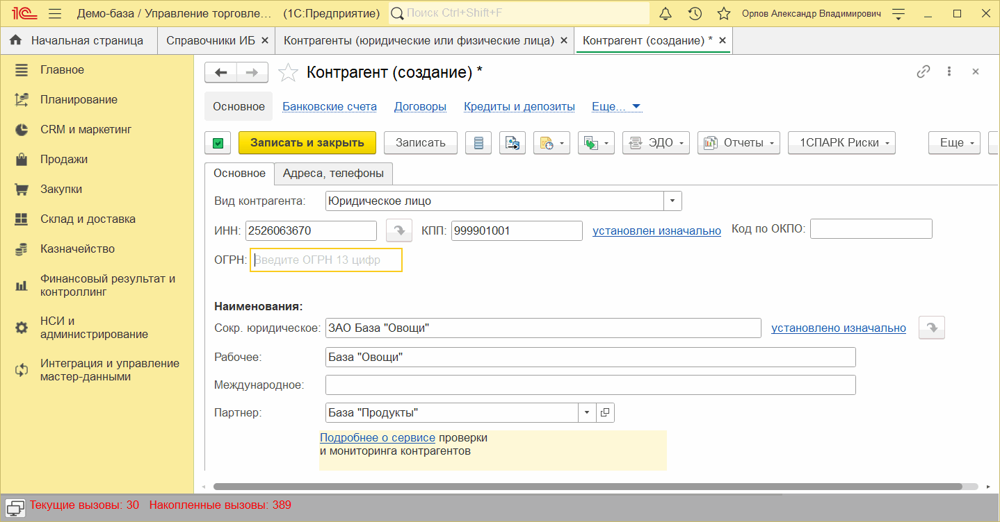 1С Демо-база / Управление торговле... (1С:Предприятие) Поиск Ctrl+Shift+F Орлов Александр Владимирович
Начальная страница Справочники ИБ × Контрагенты (юридические или физические лица) × Контрагент (создание) * ×
Главное
Планирование
CRM и маркетинг
Продажи
Закупки
Склад и доставка
Казначейство
Финансовый результат и
контроллинг
НСИ и
администрирование
Интеграция и управление
мастер-данными
Контрагент (создание) *
Основное Банковские счета Договоры Кредиты и депозиты Еще...
Записать и закрыть Записать ЭДО Отчеты 1СПАРК Риски Еще
Основное Адреса, телефоны
Вид контрагента: Юридическое лицо
ИНН: 2526063670 КПП: 999901001 установлен изначально Код по ОКПО:
ОГРН: Введите ОГРН 13 цифр
Наименования:
Сокр. юридическое: ЗАО База "Овощи" установлено изначально
Рабочее: База "Овощи"
Международное:
Партнер: База "Продукты"
Подробнее о сервисе проверки
и мониторинга контрагентов
Текущие вызовы: 30 Накопленные вызовы: 389